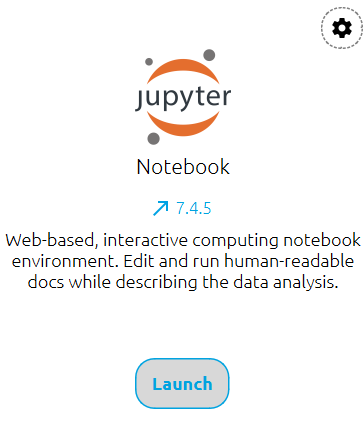 jupyter
Notebook
7.4.5
Web-based, interactive computing notebook
environment. Edit and run human-readable
docs while describing the data analysis.
Launch